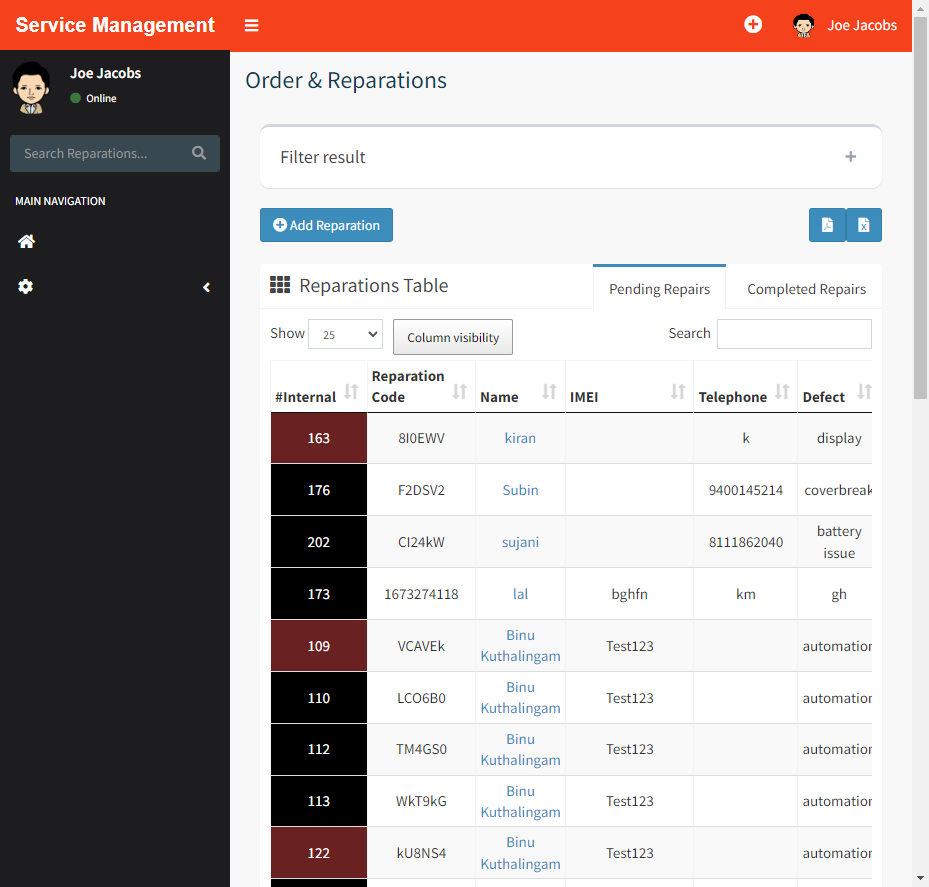 Service Management
Joe Jacobs
Joe Jacobs
Online
Search Reparations...
MAIN NAVIGATION
Order & Reparations
Filter result
Add Reparation
Reparations Table
Pending Repairs
Completed Repairs
Show 25
Column visibility
Search
#Internal Reparation Code Name IMEI Telephone Defect
163 8I0EWV kiran k display
176 F2DSV2 Subin 9400145214 coverbreak
202 CI24kW sujani 8111862040 battery issue
173 1673274118 lal bghfn km gh
109 VCAVEk Binu Kuthalingam Test123 automation
110 LCO6B0 Binu Kuthalingam Test123 automation
112 TM4GS0 Binu Kuthalingam Test123 automation
113 WkT9kG Binu Kuthalingam Test123 automation
122 kU8NS4 Binu Kuthalingam Test123 automation